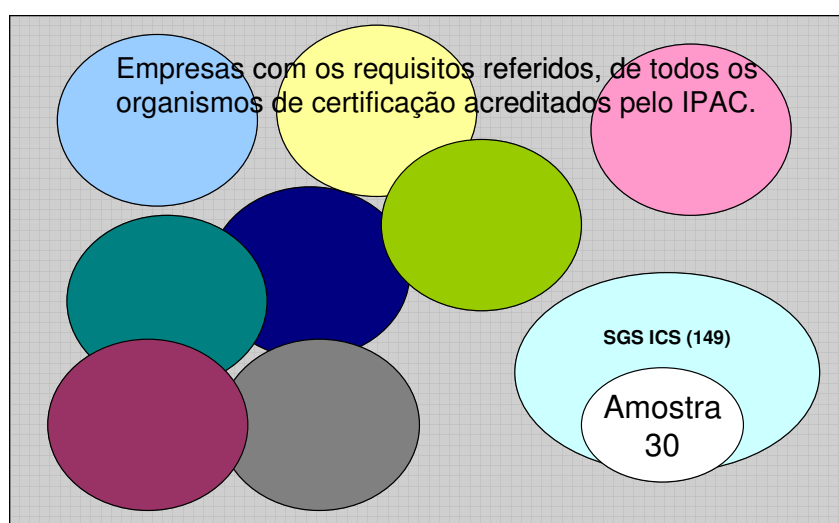 Empresas com os requisitos referidos, de todos os
organismos de certificação acreditados pelo IPAC.
SGS ICS (149)
Amostra
30